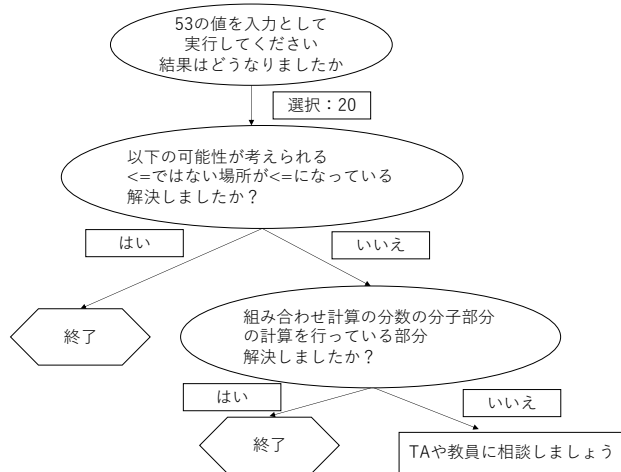 53の値を入力として
実行してください
結果はどうなりましたか
選択：20
以下の可能性が考えられる
<=ではない場所が<=になっている
解決しましたか？
はい
いいえ
終了
組み合わせ計算の分数の分子部分
の計算を行っている部分
解決しましたか？
はい
いいえ
終了
TAや教員に相談しましょう